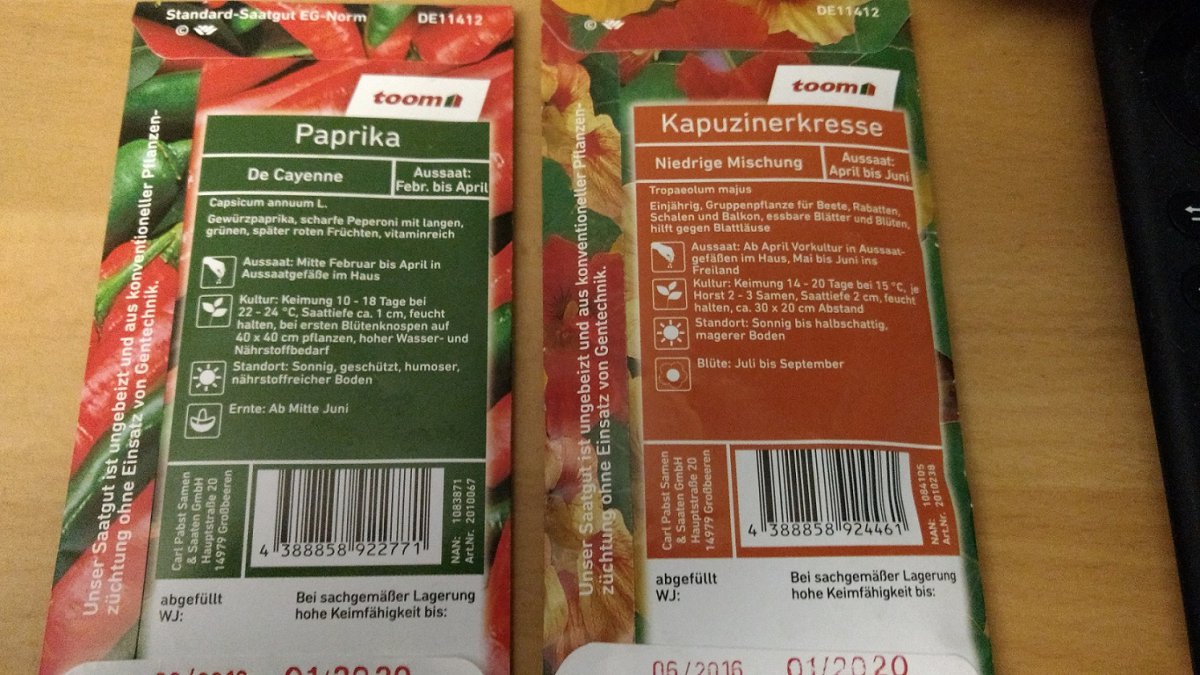 Standard-Saatgut EG-Norm DE11412
©
toom
Paprika
De Cayenne
Aussaat:
Febr. bis April
Capsicum annuum L.
Gewürzpaprika, scharfe Peperoni mit langen,
grünen, später roten Früchten, vitaminreich
Aussaat: Mitte Februar bis April in
Aussaatgefäße im Haus
Kultur: Keimung 10 - 18 Tage bei
22 - 24 °C, Saattiefe ca. 1 cm, feucht
halten, bei ersten Blütenknospen auf
40 x 40 cm pflanzen, hoher Wasser- und
Nährstoffbedarf
Standort: Sonnig, geschützt, humoser,
nährstoffreicher Boden
Ernte: Ab Mitte Juni
Unser Saatgut ist ungebeizt und aus konventioneller Pflanzen-
züchtung ohne Einsatz von Gentechnik.
Carl Pabst Samen
& Saaten GmbH
Hauptstraße 20
14979 Großbeeren
4 388858 922771
NAN: 1083871
Art.Nr. 2010067
abgefüllt
WJ:
Bei sachgemäßer Lagerung
hohe Keimfähigkeit bis:
01/2020
DE11412
©
toom
Kapuzinerkresse
Niedrige Mischung
Aussaat:
April bis Juni
Tropaeolum majus
Einjährig, Gruppenpflanze für Beete, Rabatten,
Schalen und Balkon, essbare Blätter und Blüten,
hilft gegen Blattläuse
Aussaat: Ab April Vorkultur in Aussaat-
gefäßen im Haus, Mai bis Juni ins
Freiland
Kultur: Keimung 14 - 20 Tage bei 15 °C, je
Horst 2 - 3 Samen, Saattiefe 2 cm, feucht
halten, ca. 30 x 20 cm Abstand
Standort: Sonnig bis halbschattig,
magerer Boden
Blüte: Juli bis September
Unser Saatgut ist ungebeizt und aus konventioneller Pflanzen-
züchtung ohne Einsatz von Gentechnik.
Carl Pabst Samen
& Saaten GmbH
Hauptstraße 20
14979 Großbeeren
4 388858 924461
NAN: 1084105
Art.Nr. 2010238
abgefüllt
WJ:
Bei sachgemäßer Lagerung
hohe Keimfähigkeit bis:
06/2016 01/2020